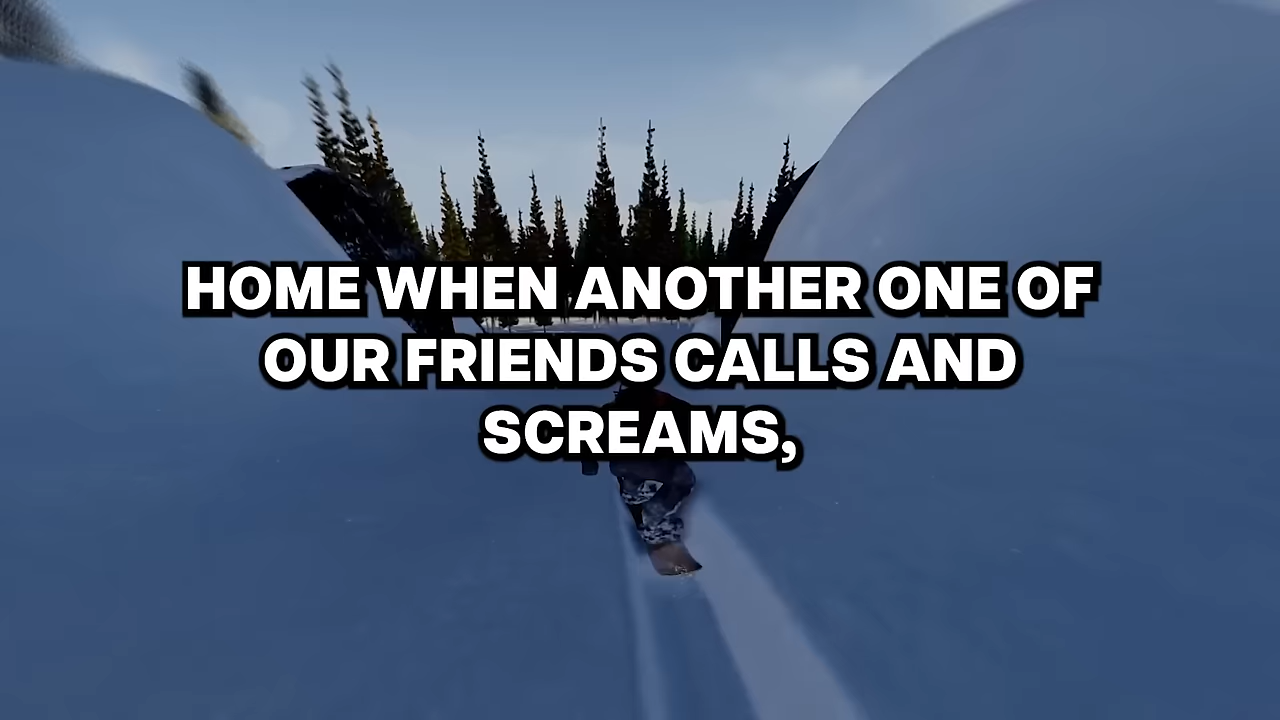 HOME WHEN ANOTHER ONE OF
OUR FRIENDS CALLS AND
SCREAMS,